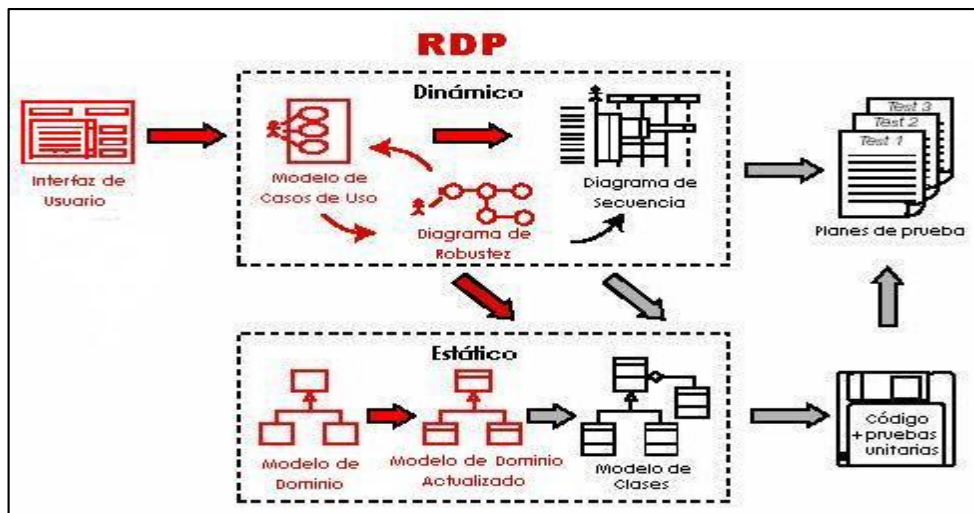 RDP
Dinámico
Interfaz de
Usuario
Modelo de
Casos de Uso
Diagrama de
Robustez
Diagrama de
Secuencia
Test 3
Test 2
Test 1
Planes de prueba
Estático
Modelo de
Dominio
Modelo de Dominio
Actualizado
Modelo de
Clases
Código
+pruebas
unitarias